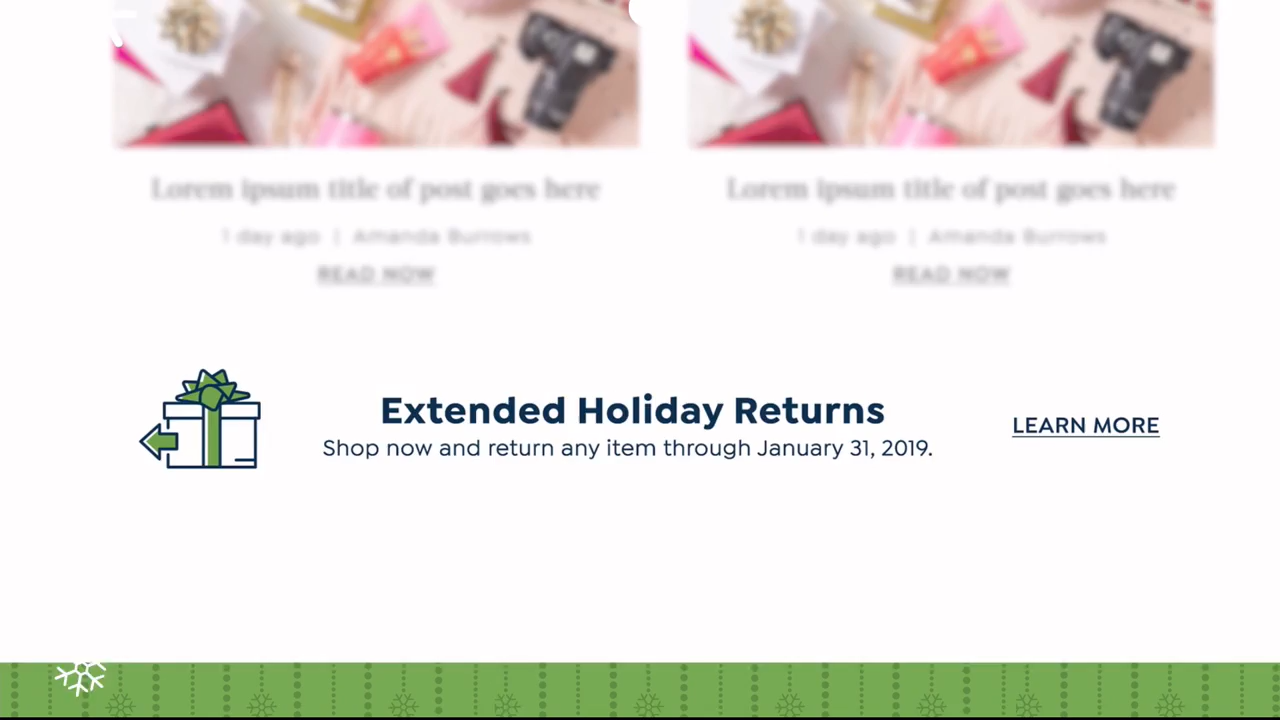 Lorem ipsum title of post goes here
Lorem ipsum title of post goes here
1 day ago | Amanda Burrows
1 day ago | Amanda Burrows
READ NOW
READ NOW
Extended Holiday Returns
Shop now and return any item through January 31, 2019.
LEARN MORE